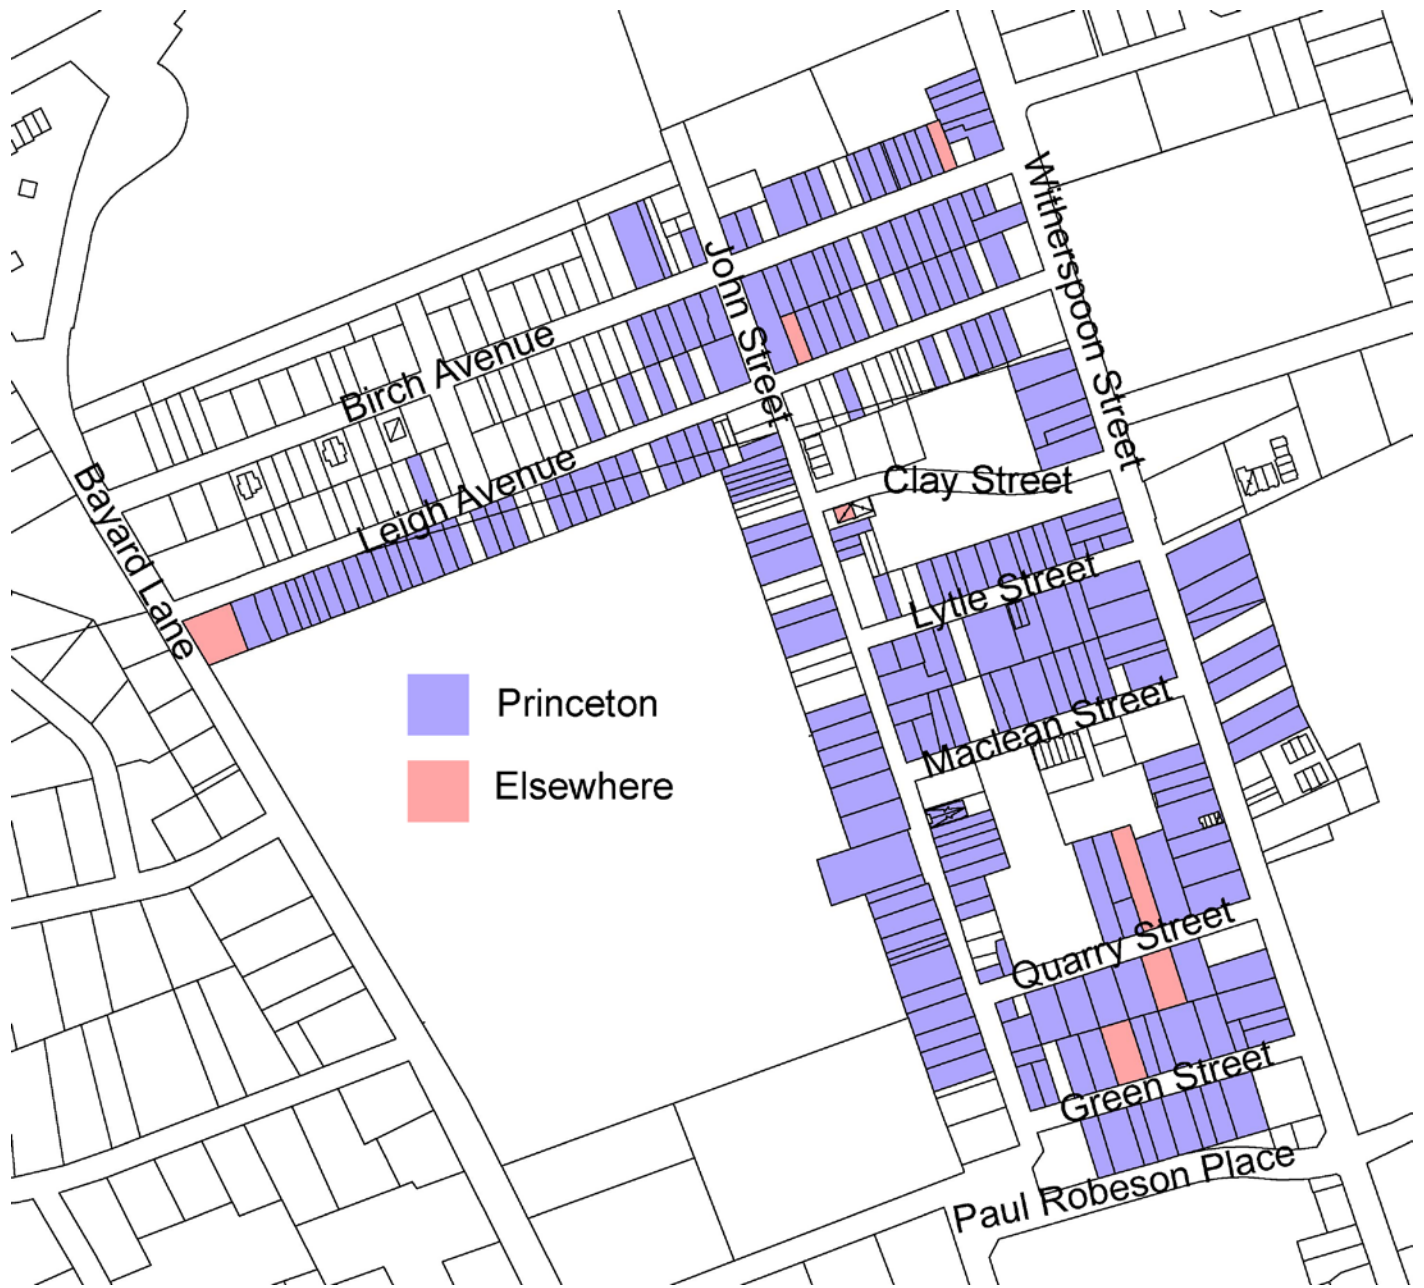 Witherspoon Street
John Street
Birch Avenue
Leigh Avenue
Clay Street
Bayard Lane
Lytle Street
Princeton
Maclean Street
Elsewhere
Quarry Street
Green Street
Paul Robeson Place